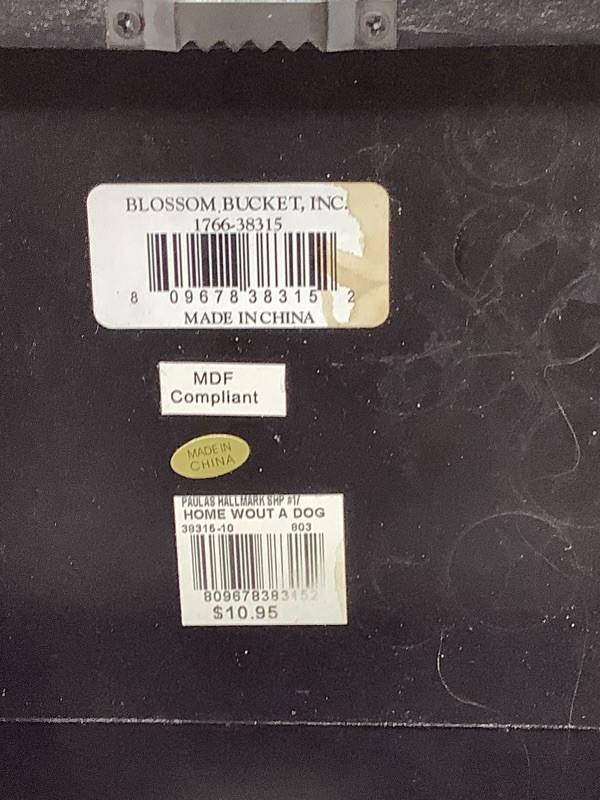 BLOSSOM BUCKET, INC.
1766-38315
8 09678 38315 2
MADE IN CHINA
MDF
Compliant
MADE IN
CHINA
PAULAS HALLMARK SHP #17
HOME WOUT A DOG
38315-10 803
809678383152
$10.95